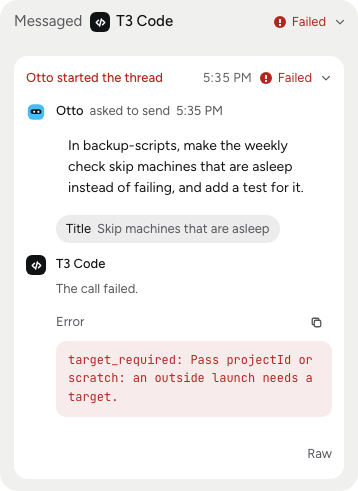 Messaged T3 Code Failed
Otto started the thread 5:35 PM Failed
Otto asked to send 5:35 PM
In backup-scripts, make the weekly
check skip machines that are asleep
instead of failing, and add a test for it.
Title Skip machines that are asleep
T3 Code
The call failed.
Error
target_required: Pass projectId or
scratch: an outside launch needs a
target.
Raw